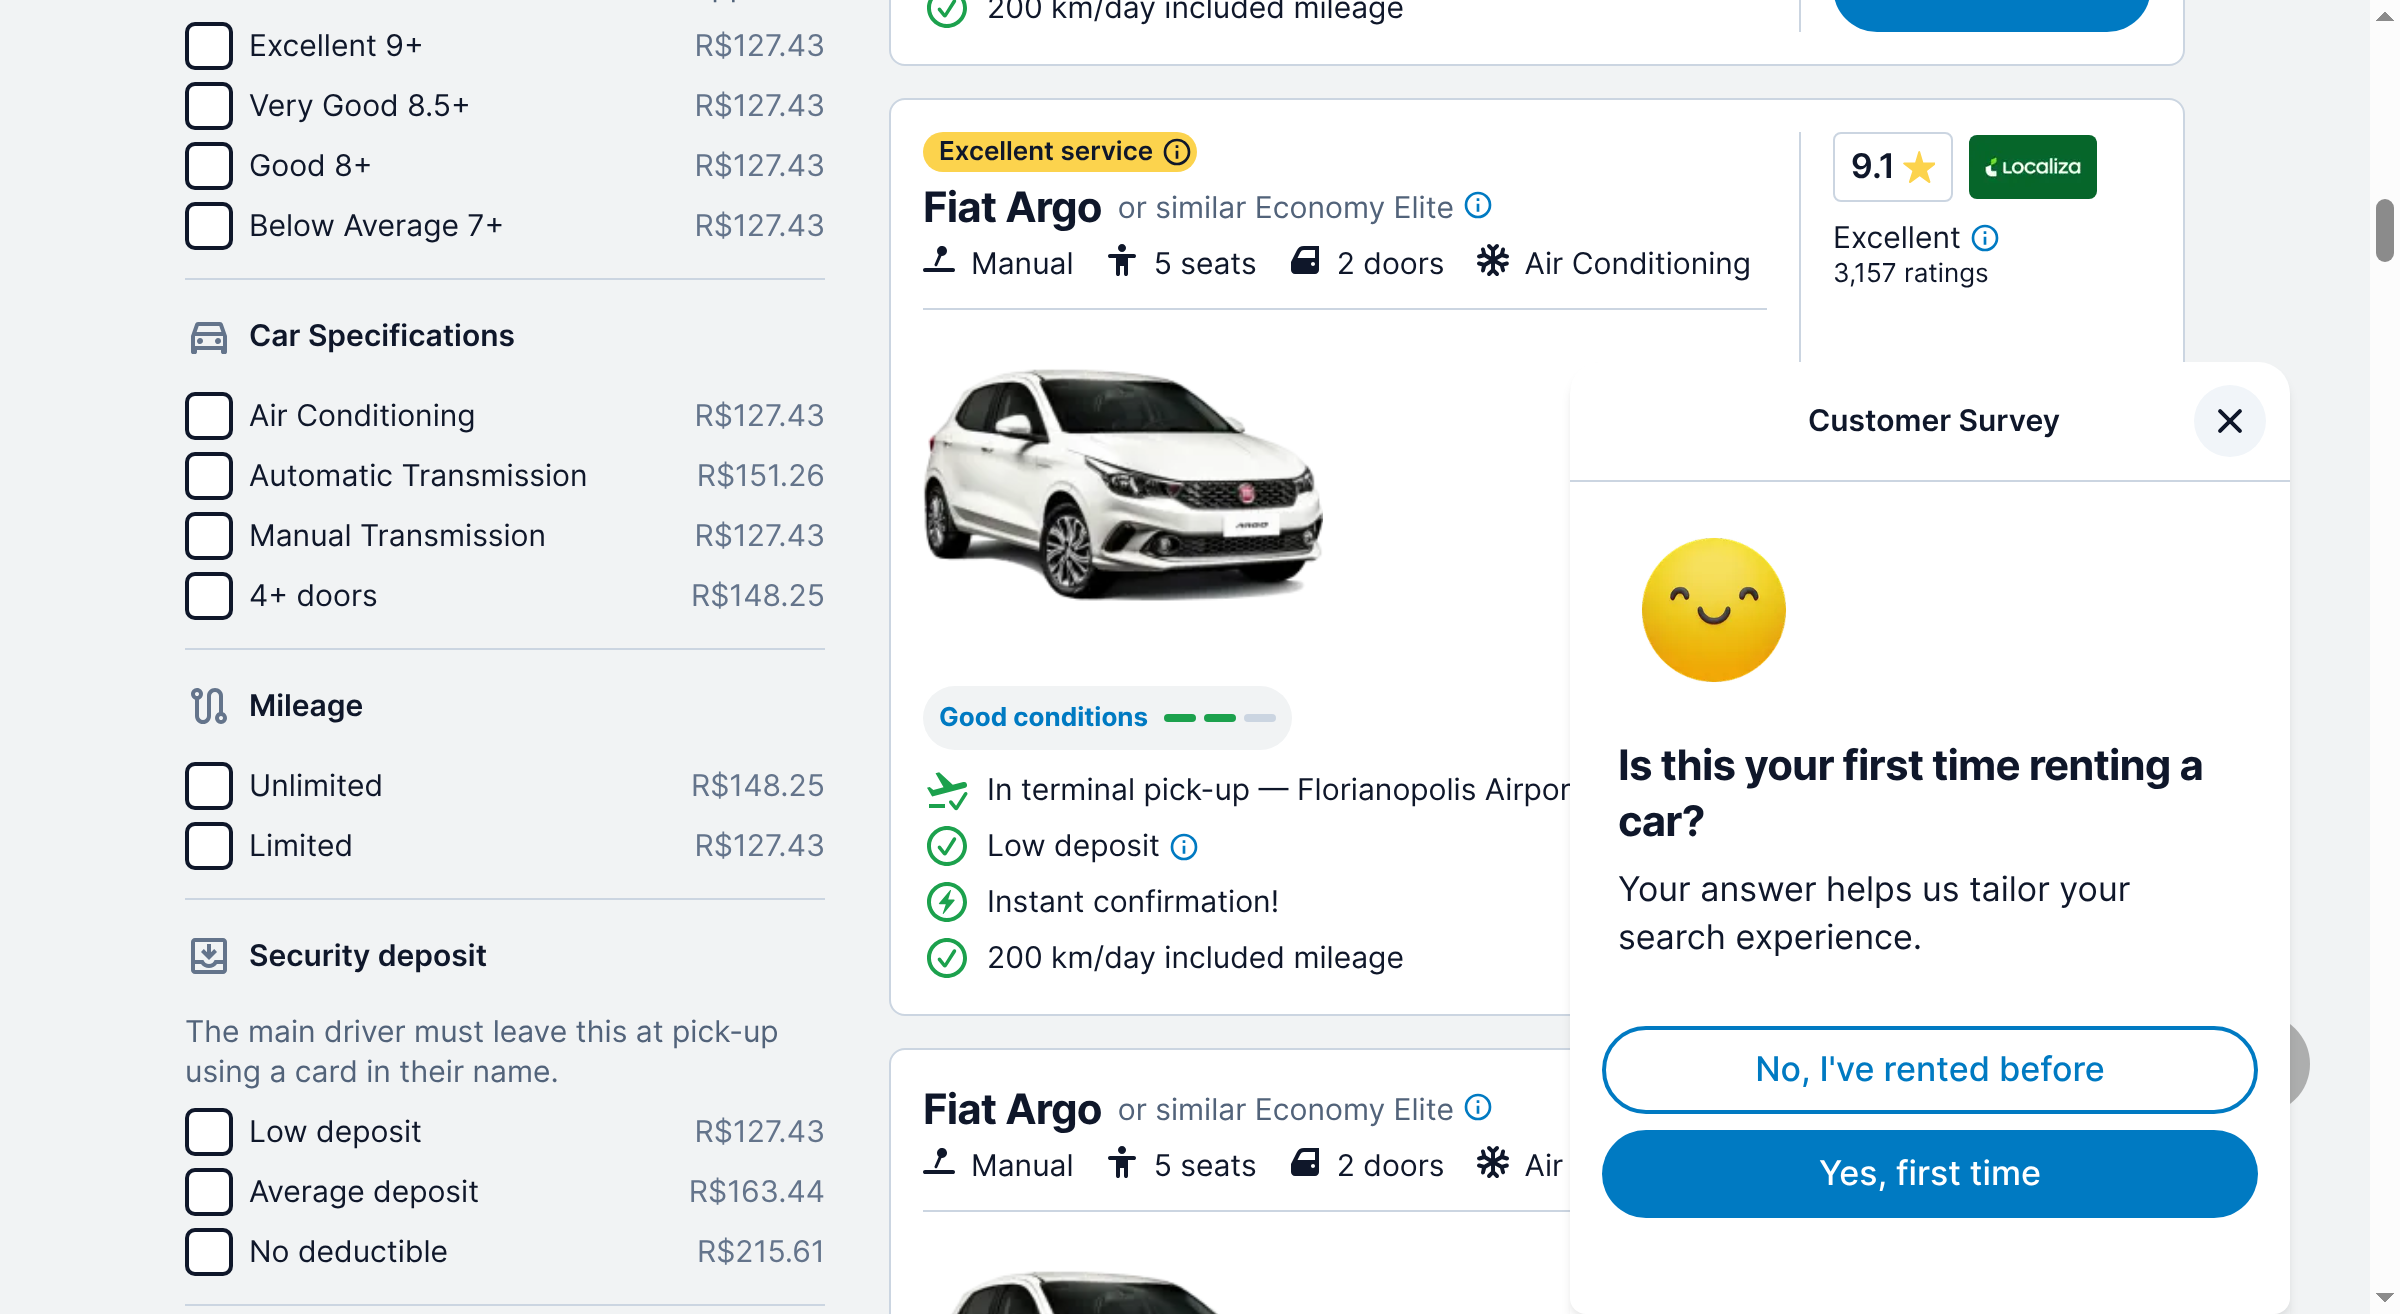 Excellent 9+ R$127.43
Very Good 8.5+ R$127.43
Good 8+ R$127.43
Below Average 7+ R$127.43
Car Specifications
Air Conditioning R$127.43
Automatic Transmission R$151.26
Manual Transmission R$127.43
4+ doors R$148.25
Mileage
Unlimited R$148.25
Limited R$127.43
Security deposit
The main driver must leave this at pick-up
using a card in their name.
Low deposit R$127.43
Average deposit R$163.44
No deductible R$215.61
200 km/day included mileage
Excellent service
Fiat Argo or similar Economy Elite
Manual 5 seats 2 doors Air Conditioning
9.1 Localiza
Excellent
3,157 ratings
ARGO
Good conditions
In terminal pick-up — Florianopolis Airpor
Low deposit
Instant confirmation!
200 km/day included mileage
Fiat Argo or similar Economy Elite
Manual 5 seats 2 doors Air
Customer Survey
Is this your first time renting a
car?
Your answer helps us tailor your
search experience.
No, I've rented before
Yes, first time